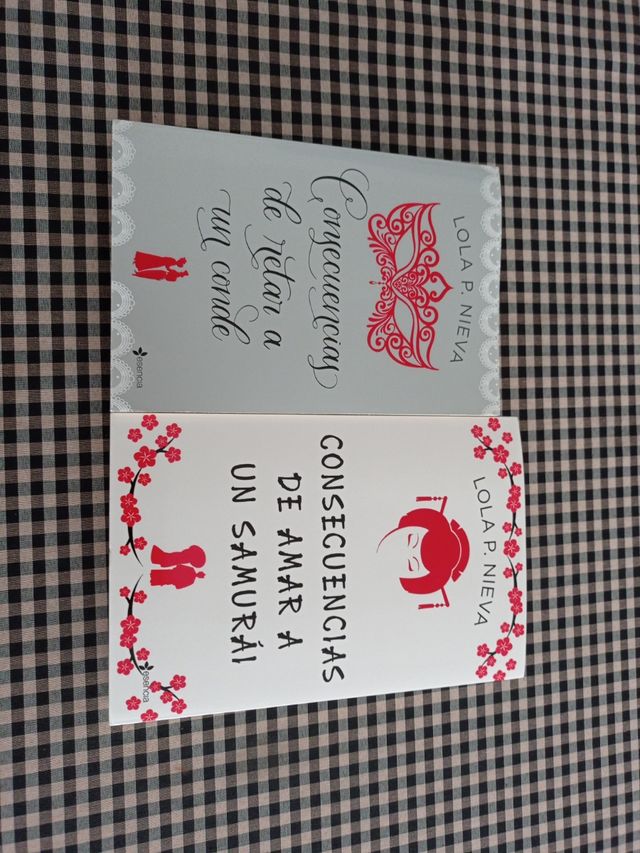 LOLA P. NIEVA
Consecuencias
de retar a
un conde
esencia
LOLA P. NIEVA
CONSECUENCIAS
DE AMAR A
UN SAMURÁI
esencia